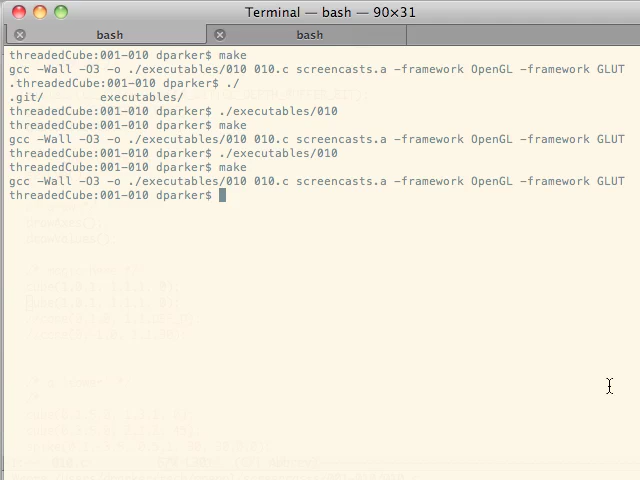 Terminal — bash — 90×31
bash bash
threadedCube:001-010 dparker$ make
gcc -Wall -O3 -o ./executables/010 010.c screencasts.a -framework OpenGL -framework GLUT
.threadedCube:001-010 dparker$ ./
.git/ executables/
threadedCube:001-010 dparker$ ./executables/010
threadedCube:001-010 dparker$ make
gcc -Wall -O3 -o ./executables/010 010.c screencasts.a -framework OpenGL -framework GLUT
threadedCube:001-010 dparker$ ./executables/010
threadedCube:001-010 dparker$ make
gcc -Wall -O3 -o ./executables/010 010.c screencasts.a -framework OpenGL -framework GLUT
threadedCube:001-010 dparker$